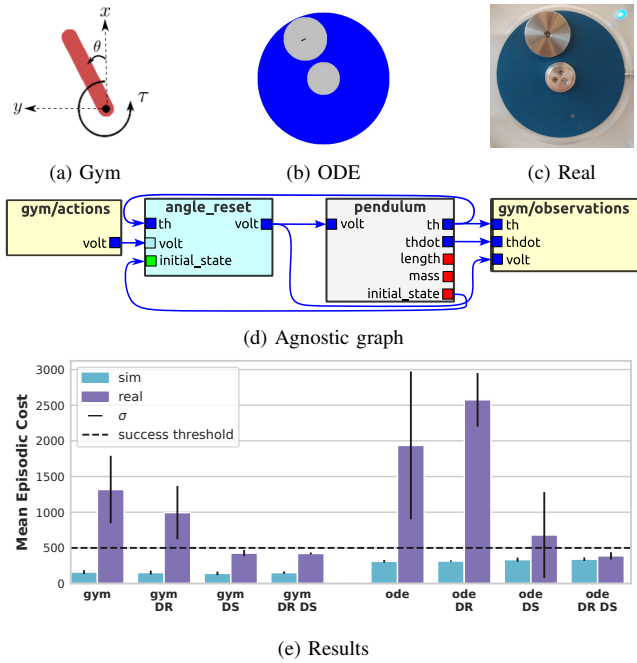 x
θ
y
τ
(a) Gym
(b) ODE
(c) Real
gym/actions
volt
angle_reset
th
volt
volt
initial_state
pendulum
volt
th
thdot
length
mass
initial_state
gym/observations
th
thdot
volt
(d) Agnostic graph
Mean Episodic Cost
3000
2500
2000
1500
1000
500
0
sim
real
σ
success threshold
gym
gym
DR
gym
DS
gym
DR DS
ode
ode
DR
ode
DS
ode
DR DS
(e) Results